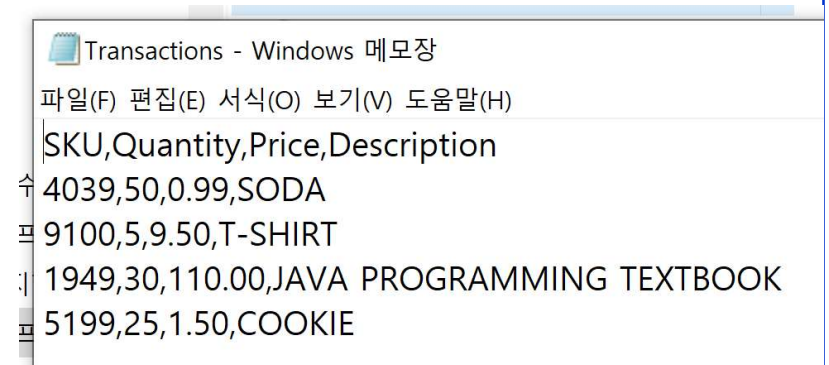 Transactions - Windows 메모장
파일(F) 편집(E) 서식(O) 보기(V) 도움말(H)
SKU,Quantity,Price,Description
4039,50,0.99,SODA
9100,5,9.50,T-SHIRT
1949,30,110.00,JAVA PROGRAMMING TEXTBOOK
5199,25,1.50,COOKIE